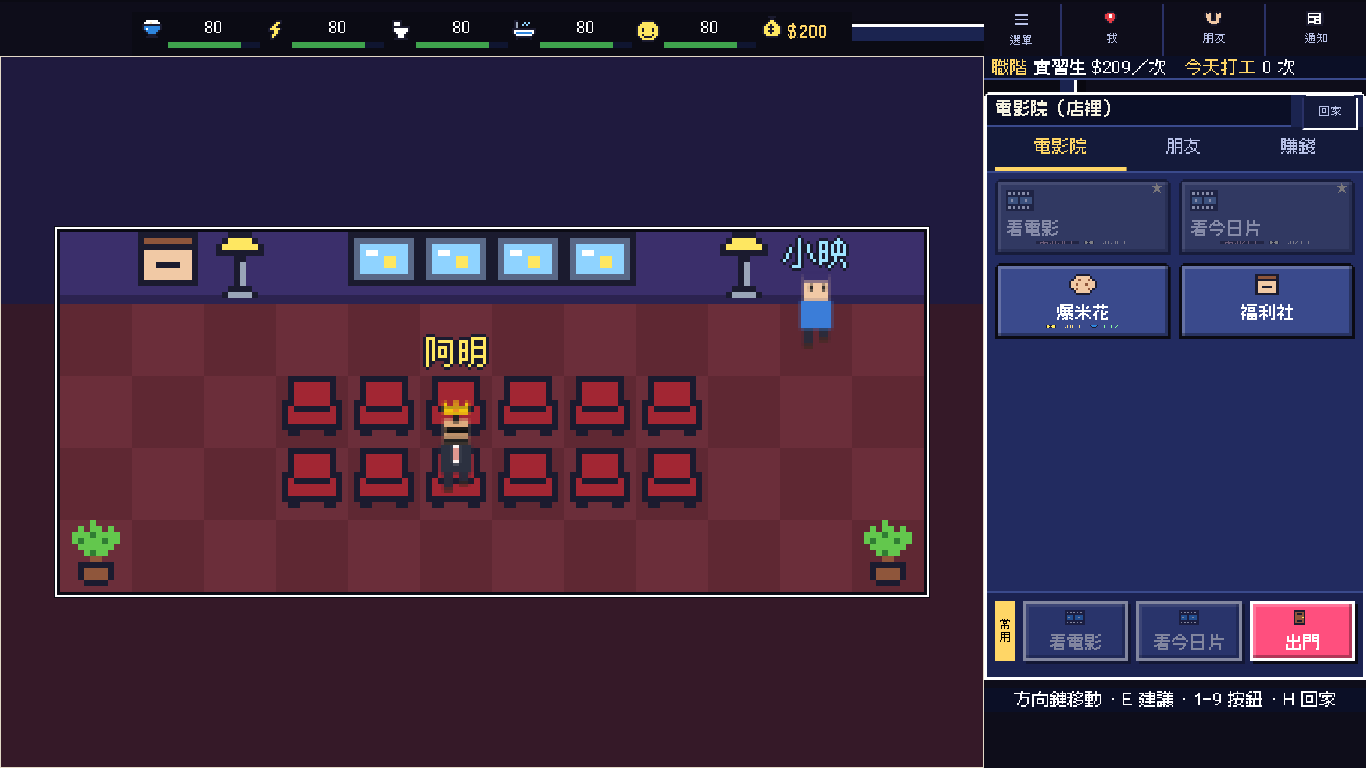 80 80 80 80 80 $200
選單 我 朋友 通知
職階 實習生 $209／次 今天打工 0 次
電影院（店裡） 回家
電影院 朋友 賺錢
看電影 看今日片
爆米花 福利社
小映
阿明
常用 看電影 看今日片 出門
方向鍵移動 · E 建議 · 1-9 按鈕 · H 回家